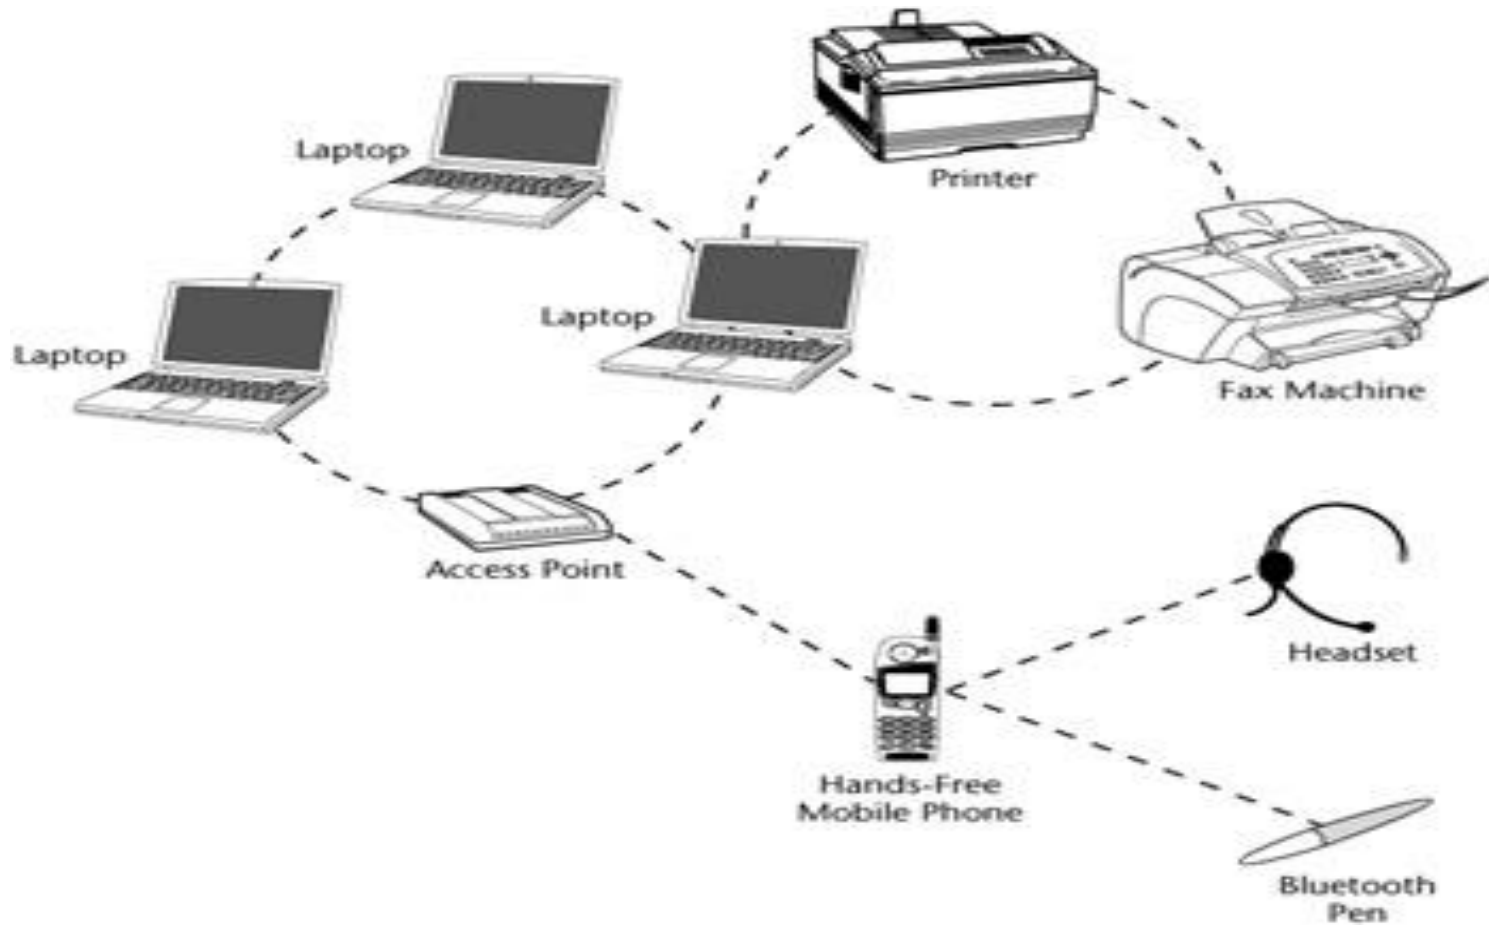 Laptop
Printer
Laptop
Laptop
Fax Machine
Access Point
Headset
Hands-Free
Mobile Phone
Bluetooth
Pen